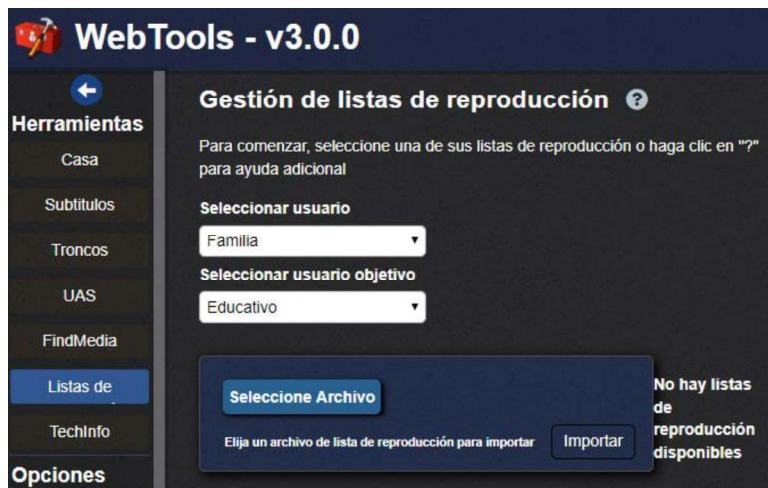 WebTools - v3.0.0
Herramientas
Casa
Subtitulos
Troncos
UAS
FindMedia
Listas de
TechInfo
Opciones
Gestión de listas de reproducción ?
Para comenzar, seleccione una de sus listas de reproducción o haga clic en "?"
para ayuda adicional
Seleccionar usuario
Familia
Seleccionar usuario objetivo
Educativo
Seleccione Archivo
Elija un archivo de lista de reproducción para importar
Importar
No hay listas
de
reproducción
disponibles